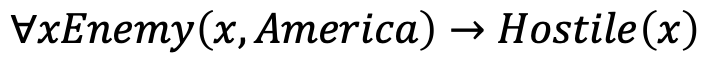 ∀xEnemy(x, America) → Hostile(x)